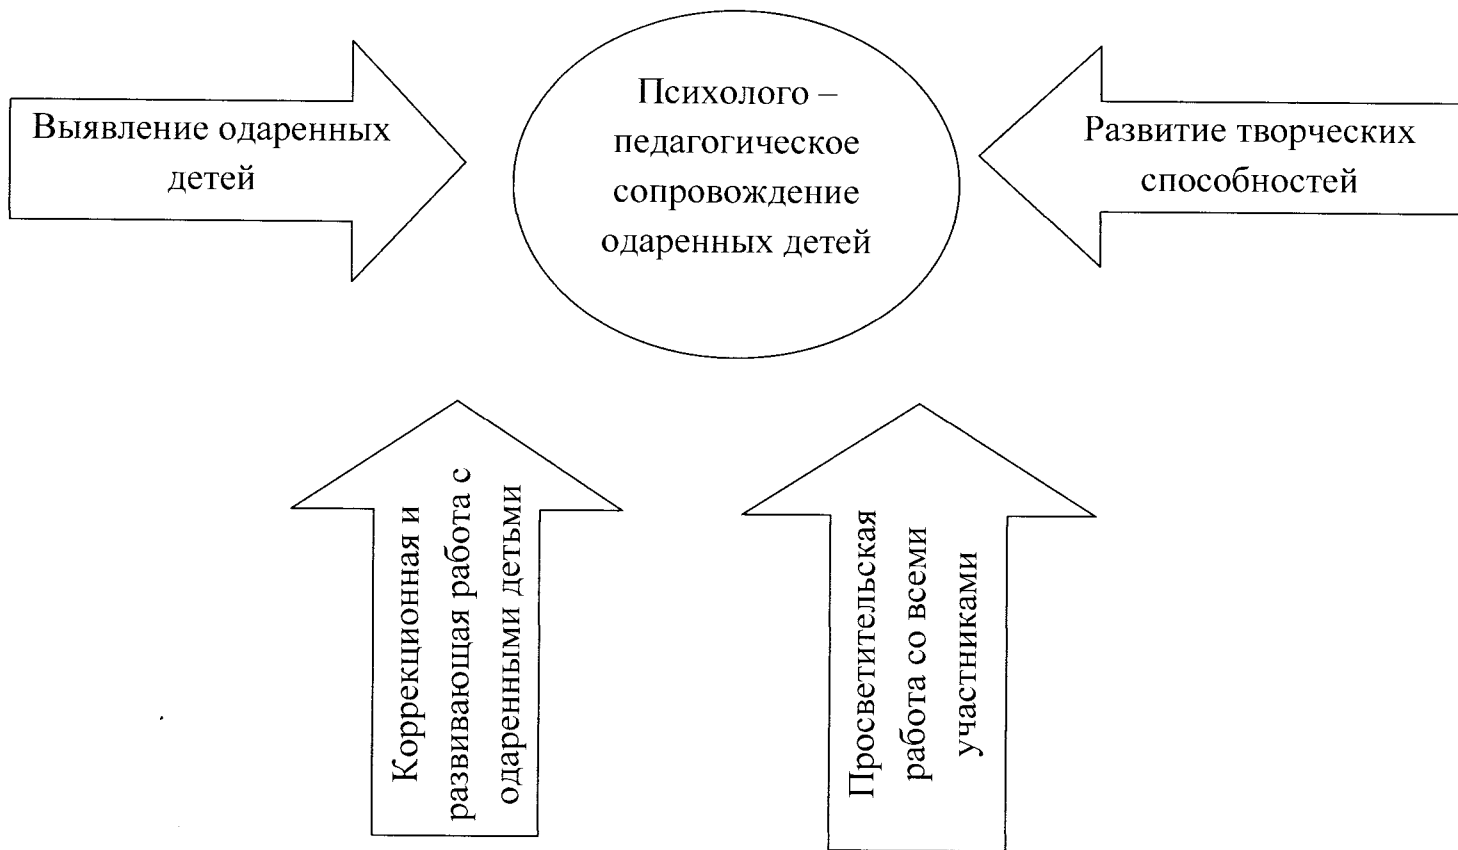 Выявление одаренных
детей
Психолого –
педагогическое
сопровождение
одаренных детей
Развитие творческих
способностей
Коррекционная и
развивающая работа с
одаренными детьми
Просветительская
работа со всеми
участниками